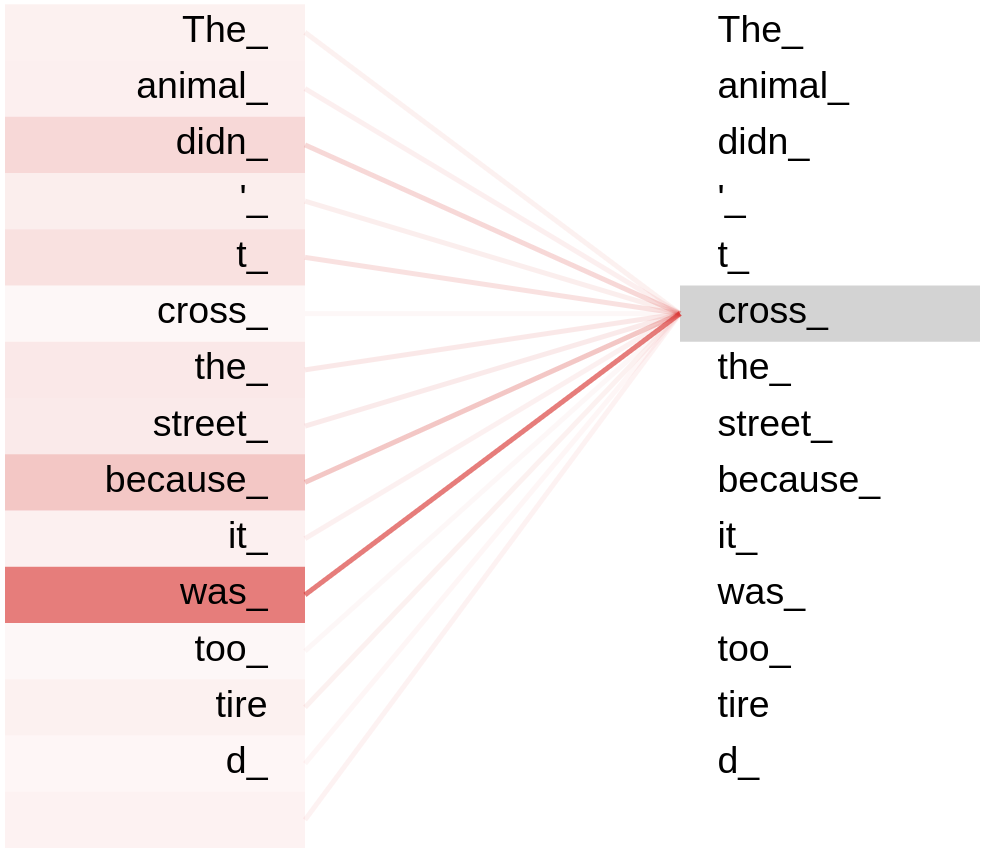 The_ The_
animal_ animal_
didn_ didn_
'_ '_
t_ t_
cross_ cross_
the_ the_
street_ street_
because_ because_
it_ it_
was_ was_
too_ too_
tire tire
d_ d_